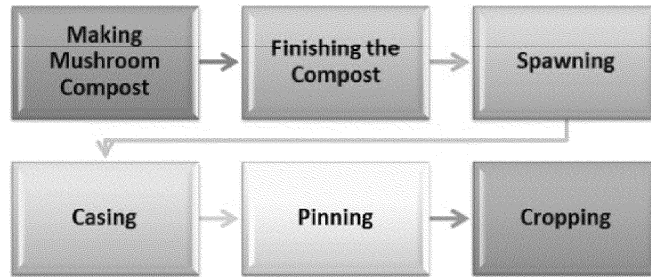 Making
Mushroom
Compost
Finishing the
Compost
Spawning
Casing
Pinning
Cropping